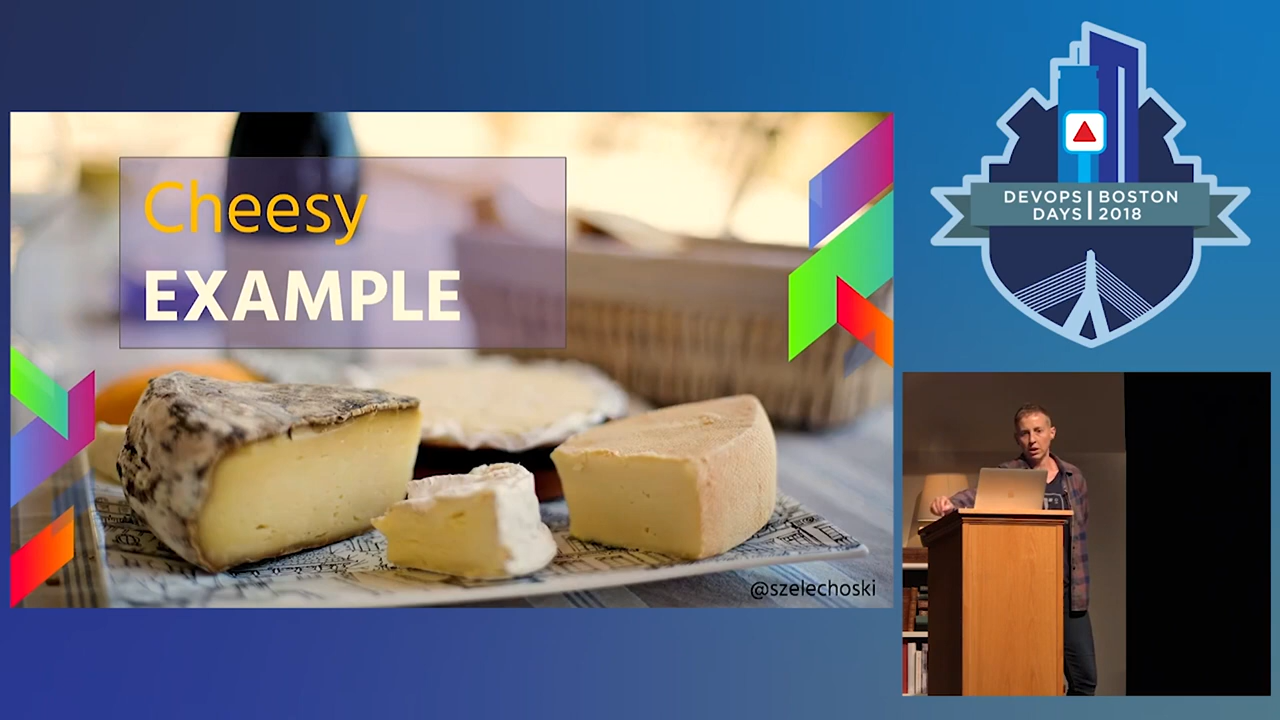 Cheesy
EXAMPLE
@szelechoski
DEVOPS BOSTON
DAYS 2018